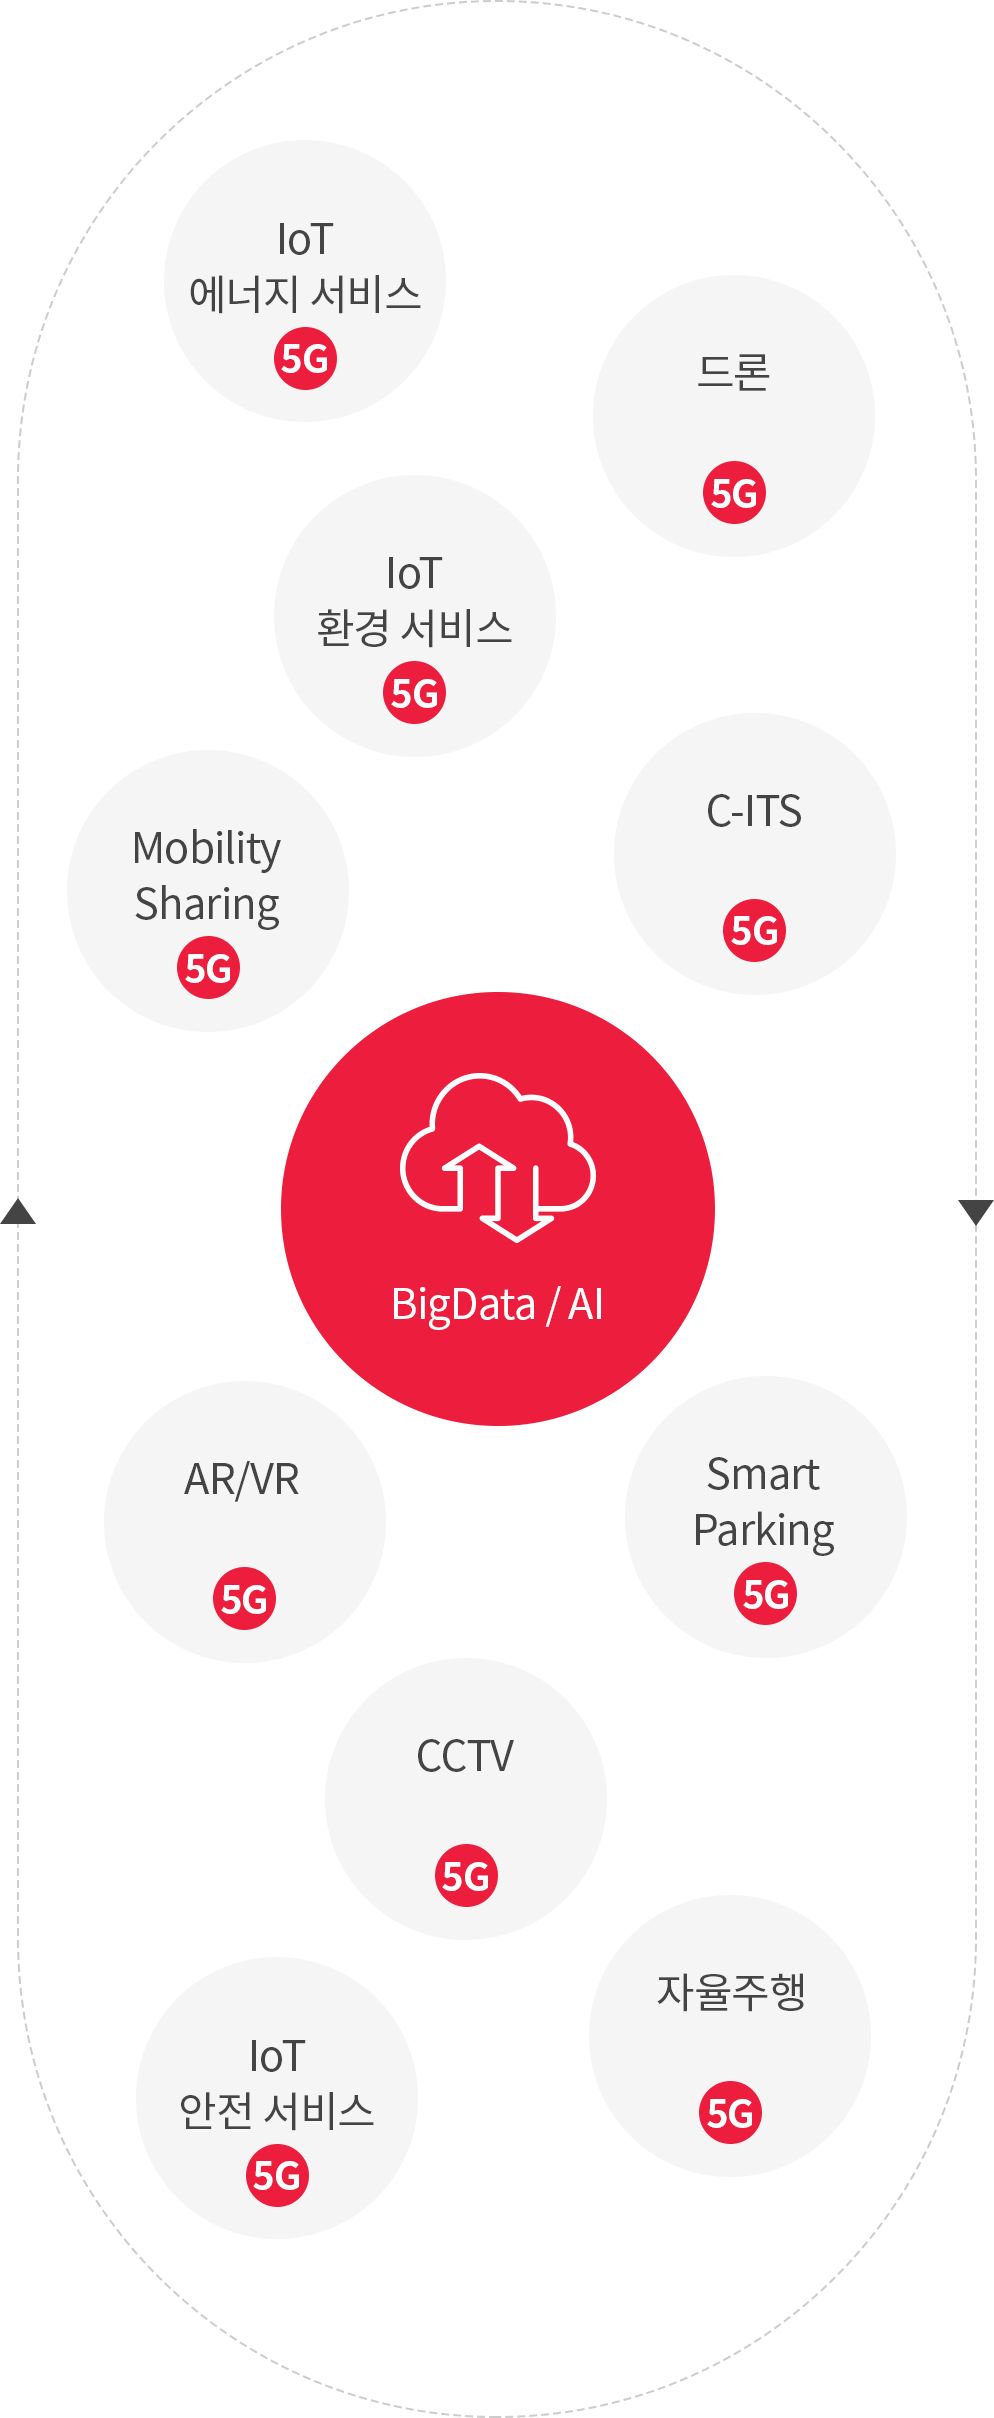 IoT
에너지 서비스
5G
드론
5G
IoT
환경 서비스
5G
C-ITS
5G
Mobility
Sharing
5G
BigData / AI
AR/VR
5G
Smart
Parking
5G
CCTV
5G
자율주행
5G
IoT
안전 서비스
5G